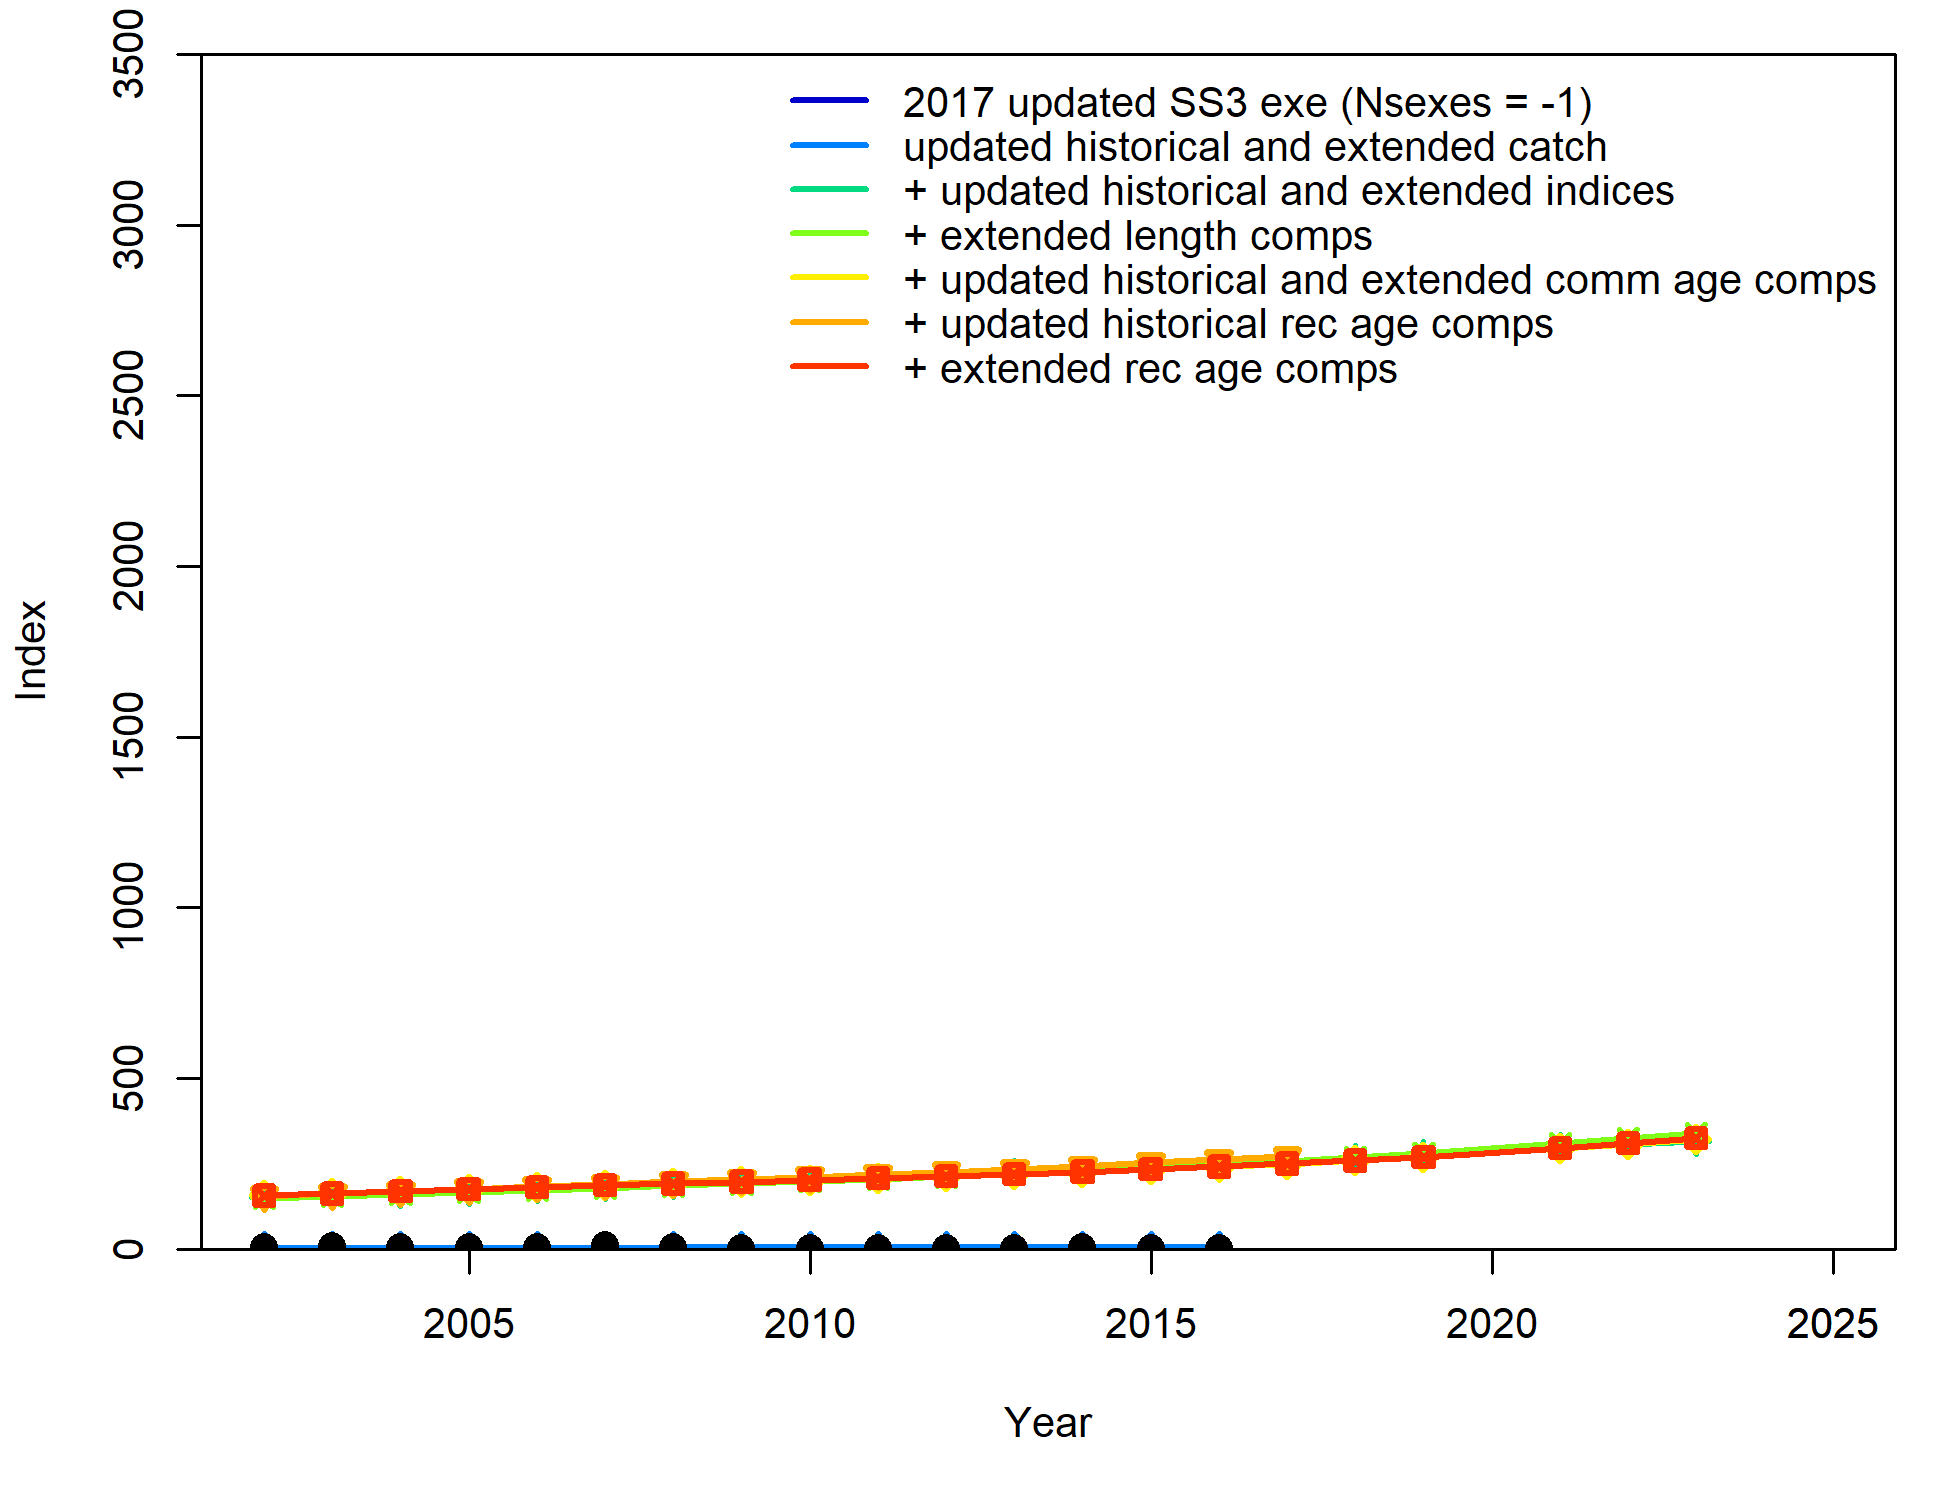 3500
3000
2500
2000
1500
1000
500
0
Index
2017 updated SS3 exe (Nsexes = -1)
updated historical and extended catch
+ updated historical and extended indices
+ extended length comps
+ updated historical and extended comm age comps
+ updated historical rec age comps
+ extended rec age comps
2005 2010 2015 2020 2025
Year